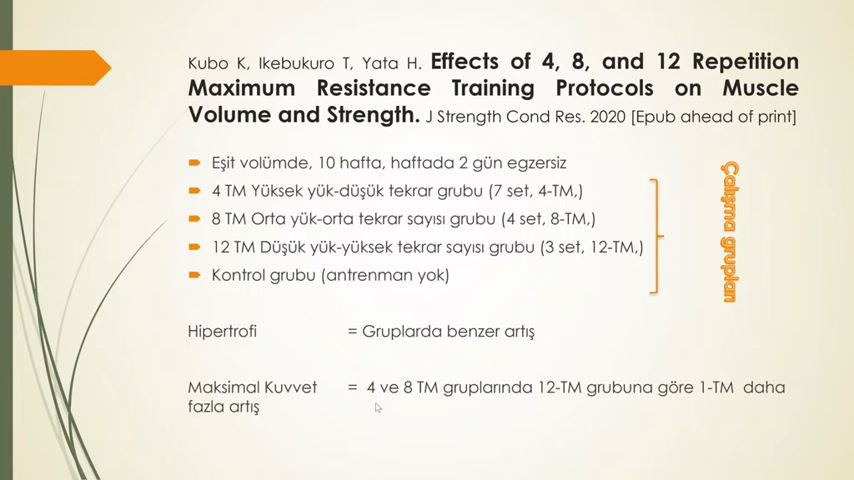 Kubo K, Ikebukuro T, Yata H. Effects of 4, 8, and 12 Repetition
Maximum Resistance Training Protocols on Muscle
Volume and Strength. J Strength Cond Res. 2020 [Epub ahead of print]
Eşit volümde, 10 hafta, haftada 2 gün egzersiz
4 TM Yüksek yük-düşük tekrar grubu (7 set, 4-TM,)
8 TM Orta yük-orta tekrar sayısı grubu (4 set, 8-TM,)
12 TM Düşük yük-yüksek tekrar sayısı grubu (3 set, 12-TM,)
Kontrol grubu (antrenman yok)
Çalışma grupları
Hipertrofi = Gruplarda benzer artış
Maksimal Kuvvet = 4 ve 8 TM gruplarında 12-TM grubuna göre 1-TM daha
fazla artış